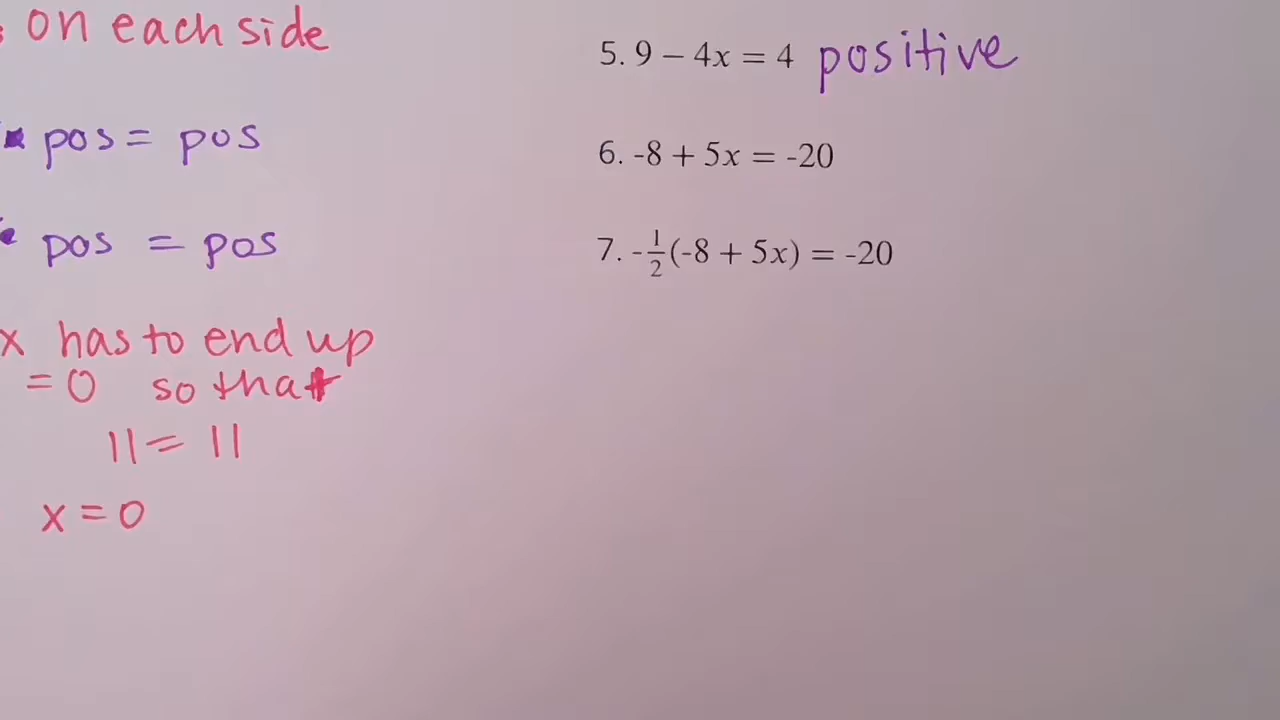 on each side
pos = pos
pos = pos
x has to end up
= 0 so that
11 = 11
x = 0
5. 9 − 4x = 4 positive
6. -8 + 5x = -20
7. -½(-8 + 5x) = -20